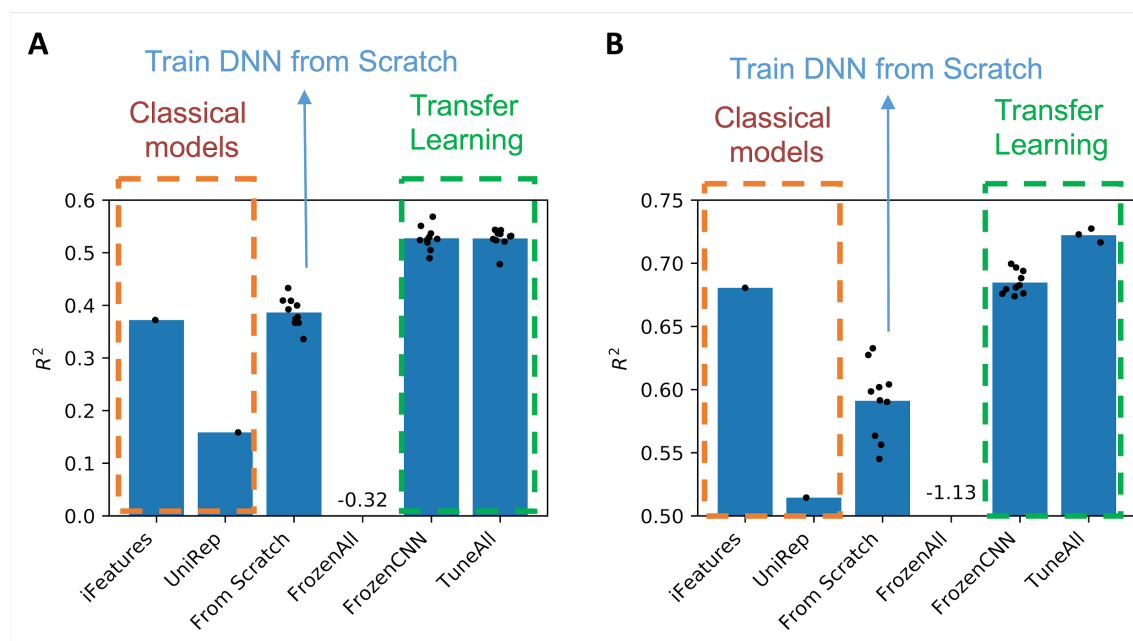 A
Train DNN from Scratch
Classical
models
Transfer
Learning
0.6
0.5
0.4
0.3
0.2
0.1
0.0
R²
-0.32
iFeatures
UniRep
From Scratch
FrozenAll
FrozenCNN
TuneAll
B
Train DNN from Scratch
Classical
models
Transfer
Learning
0.75
0.70
0.65
0.60
0.55
0.50
R²
-1.13
iFeatures
UniRep
From Scratch
FrozenAll
FrozenCNN
TuneAll